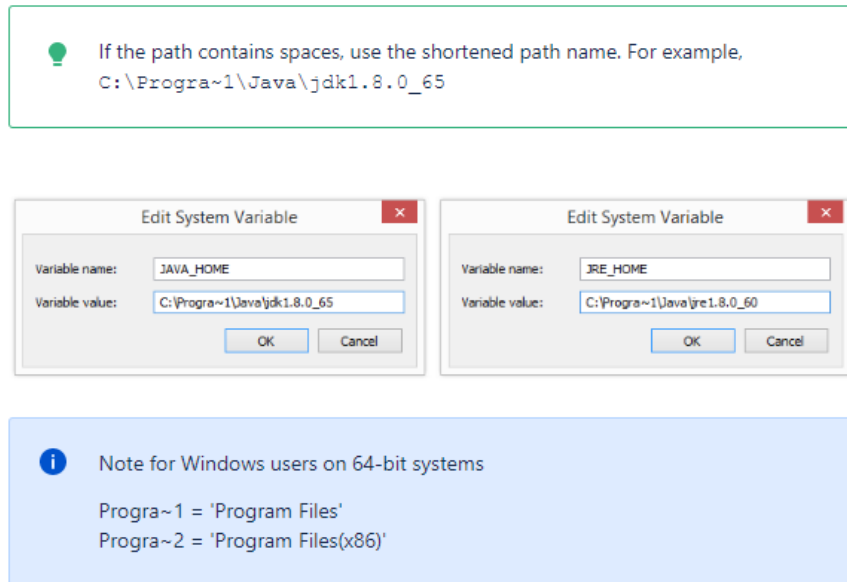 If the path contains spaces, use the shortened path name. For example,
C:\Progra~1\Java\jdk1.8.0_65
Edit System Variable
Variable name: JAVA_HOME
Variable value: C:\Progra~1\Java\jdk1.8.0_65
OK Cancel
Edit System Variable
Variable name: JRE_HOME
Variable value: C:\Progra~1\Java\jre1.8.0_60
OK Cancel
Note for Windows users on 64-bit systems
Progra~1 = 'Program Files'
Progra~2 = 'Program Files(x86)'